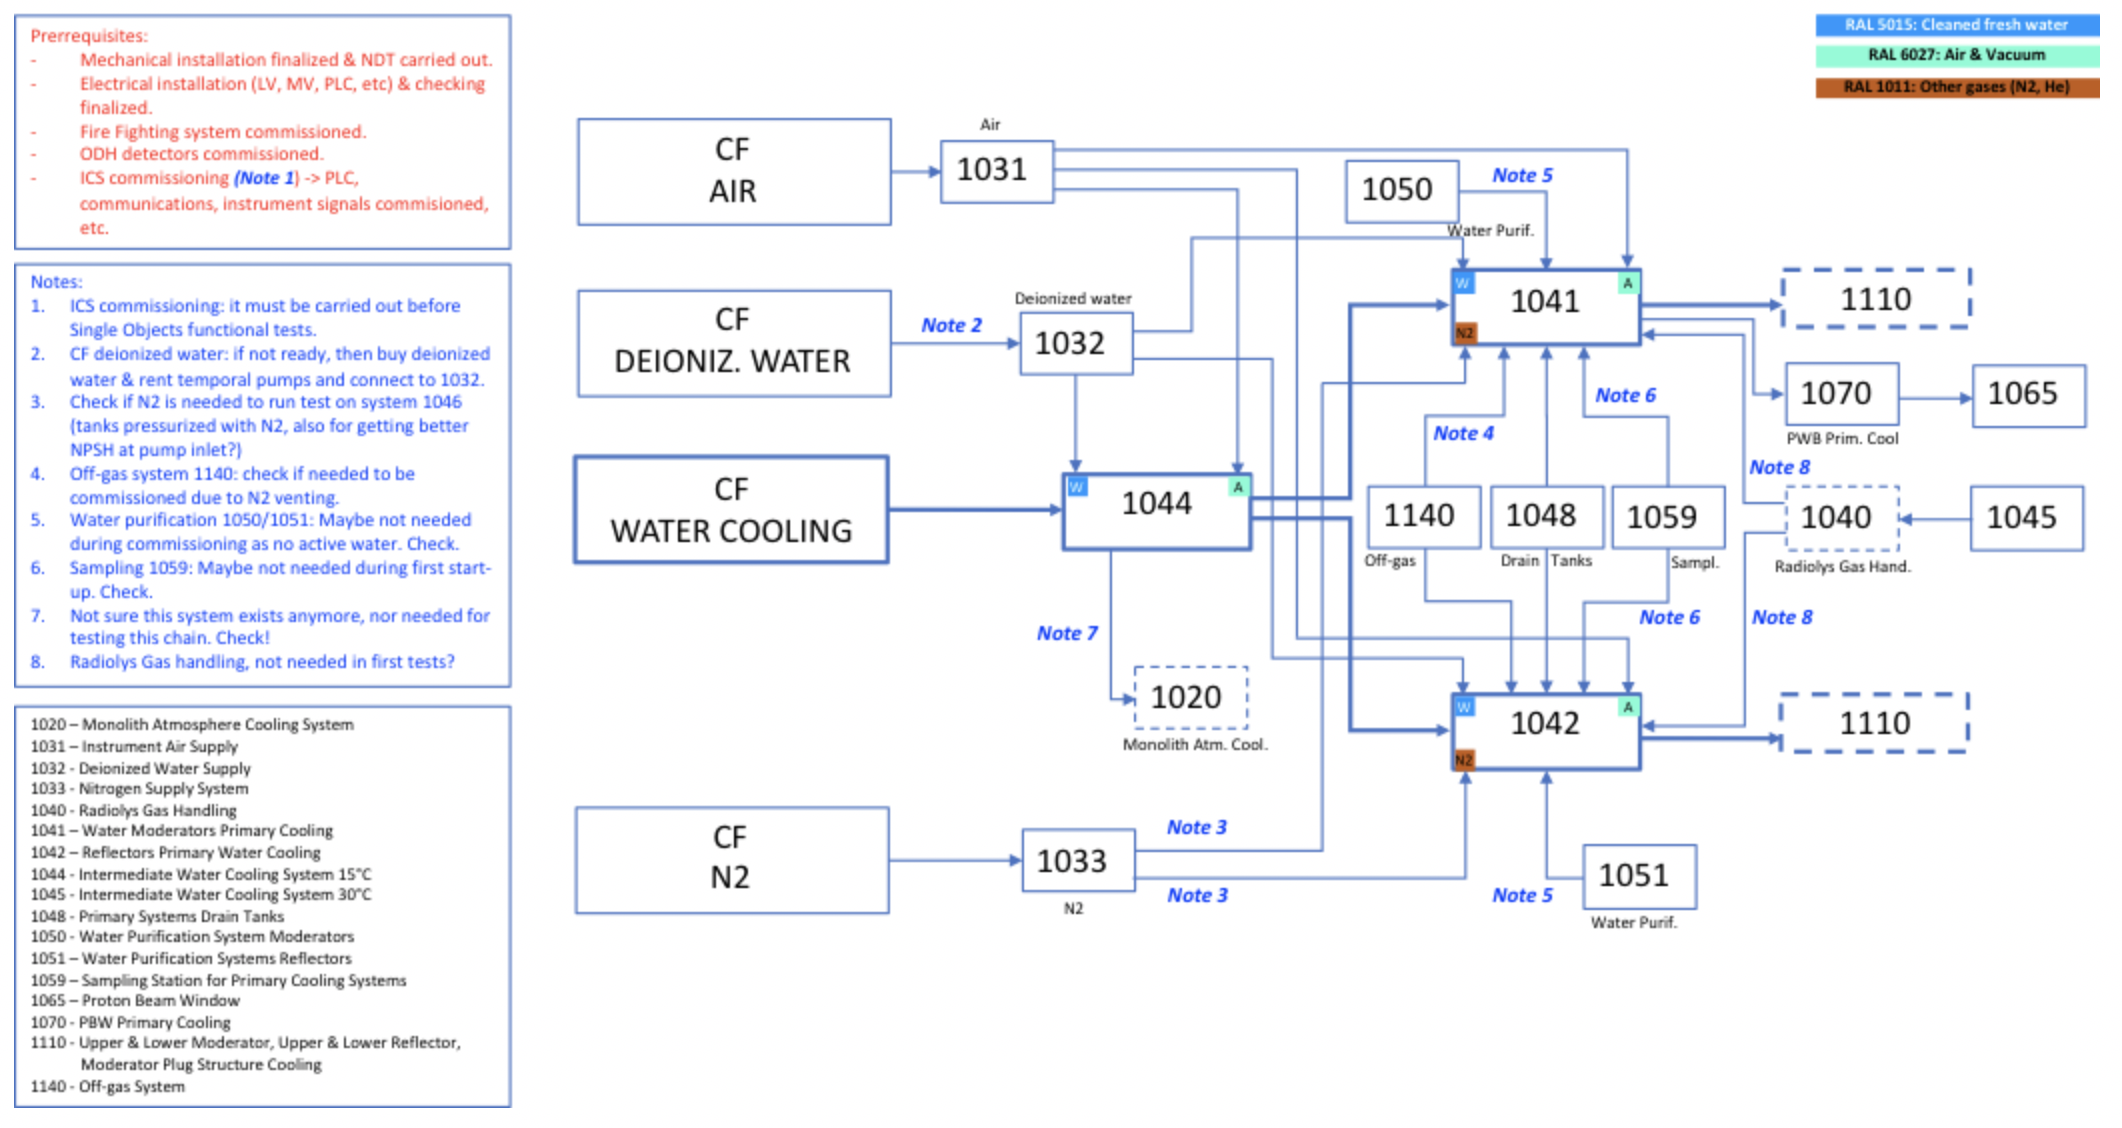 Prerrequisites:
- Mechanical installation finalized & NDT carried out.
- Electrical installation (LV, MV, PLC, etc) & checking
finalized.
- Fire Fighting system commissioned.
- ODH detectors commissioned.
- ICS commissioning (Note 1) -> PLC,
communications, instrument signals commisioned,
etc.
Notes:
1. ICS commissioning: it must be carried out before
Single Objects functional tests.
2. CF deionized water: if not ready, then buy deionized
water & rent temporal pumps and connect to 1032.
3. Check if N2 is needed to run test on system 1046
(tanks pressurized with N2, also for getting better
NPSH at pump inlet?)
4. Off-gas system 1140: check if needed to be
commissioned due to N2 venting.
5. Water purification 1050/1051: Maybe not needed
during commissioning as no active water. Check.
6. Sampling 1059: Maybe not needed during first start-
up. Check.
7. Not sure this system exists anymore, nor needed for
testing this chain. Check!
8. Radiolys Gas handling, not needed in first tests?
1020 – Monolith Atmosphere Cooling System
1031 – Instrument Air Supply
1032 - Deionized Water Supply
1033 - Nitrogen Supply System
1040 - Radiolys Gas Handling
1041 – Water Moderators Primary Cooling
1042 – Reflectors Primary Water Cooling
1044 - Intermediate Water Cooling System 15°C
1045 - Intermediate Water Cooling System 30°C
1048 - Primary Systems Drain Tanks
1050 - Water Purification System Moderators
1051 – Water Purification Systems Reflectors
1059 – Sampling Station for Primary Cooling Systems
1065 – Proton Beam Window
1070 - PBW Primary Cooling
1110 - Upper & Lower Moderator, Upper & Lower Reflector,
Moderator Plug Structure Cooling
1140 - Off-gas System
RAL 5015: Cleaned fresh water
RAL 6027: Air & Vacuum
RAL 1011: Other gases (N2, He)
CF
AIR
Air
1031
1050
Note 5
Water Purif.
CF
DEIONIZ. WATER
Note 2
Deionized water
1032
W
A
1041
N2
1110
1070
PWB Prim. Cool
1065
Note 6
Note 4
Note 8
CF
WATER COOLING
W
A
1044
1140
Off-gas
1048
Drain Tanks
1059
Sampl.
1040
Radiolys Gas Hand.
1045
Note 7
Note 6
Note 8
1020
Monolith Atm. Cool.
W
A
1042
N2
1110
CF
N2
1033
N2
Note 3
Note 3
Note 5
1051
Water Purif.